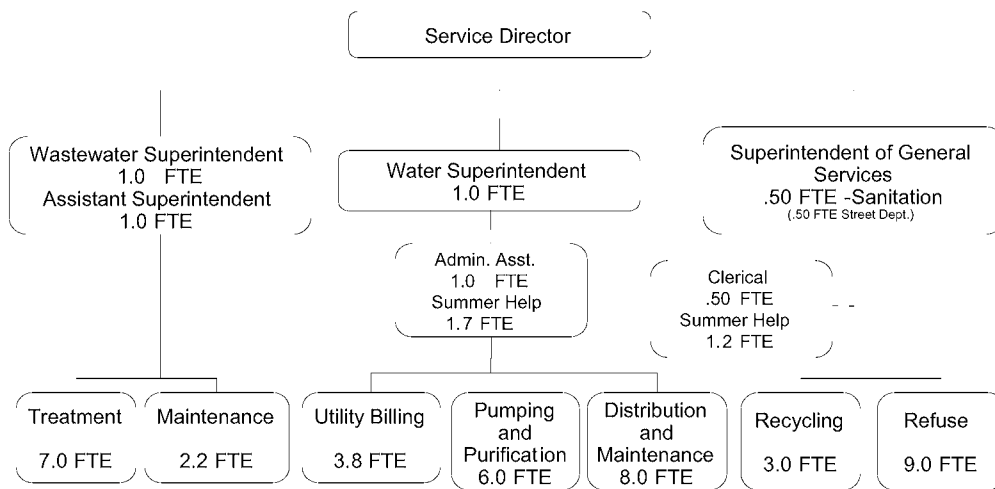 Service Director
Wastewater Superintendent
1.0 FTE
Assistant Superintendent
1.0 FTE
Water Superintendent
1.0 FTE
Superintendent of General
Services
.50 FTE -Sanitation
(.50 FTE Street Dept.)
Admin. Asst.
1.0 FTE
Summer Help
1.7 FTE
Clerical
.50 FTE
Summer Help
1.2 FTE
Treatment
7.0 FTE
Maintenance
2.2 FTE
Utility Billing
3.8 FTE
Pumping
and
Purification
6.0 FTE
Distribution
and
Maintenance
8.0 FTE
Recycling
3.0 FTE
Refuse
9.0 FTE